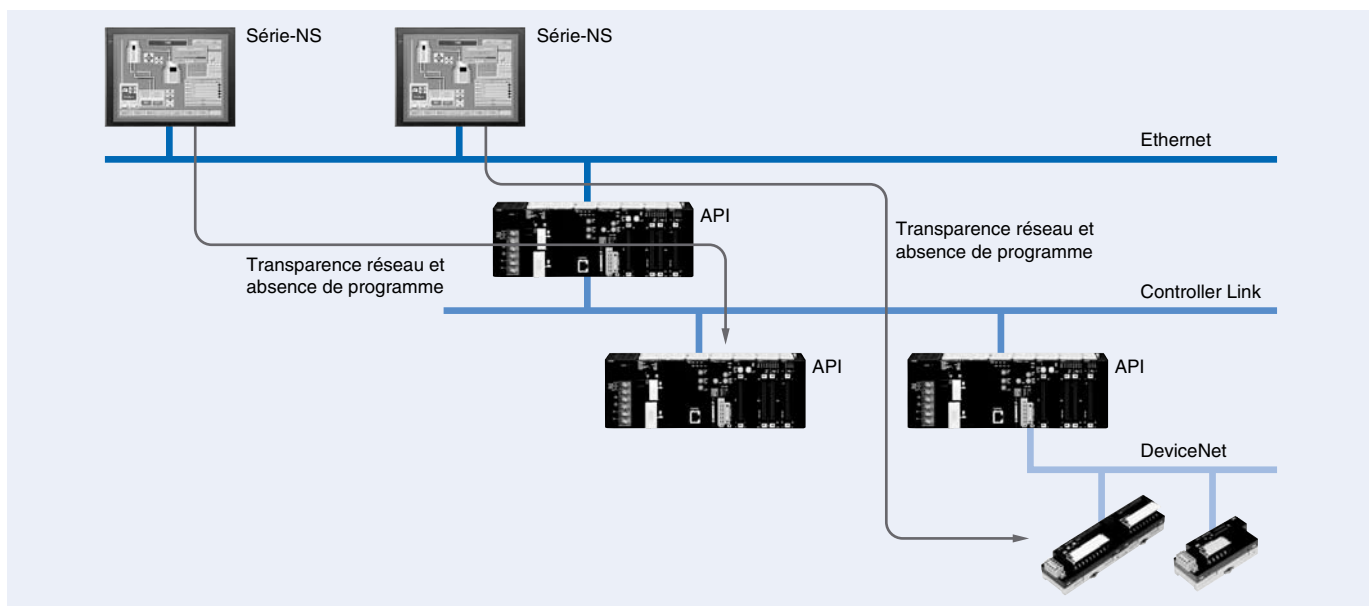 Série-NS
Série-NS
Ethernet
API
Transparence réseau et
absence de programme
Transparence réseau et
absence de programme
Controller Link
API
API
DeviceNet